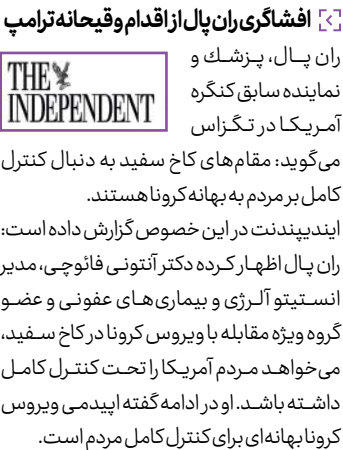 افشاگری ران پال از اقدام وقیحانه ترامپ
ران پال، پزشك و
نماینده سابق کنگره
آمریکا در تگزاس
THE
INDEPENDENT
می‌گوید: مقام‌های کاخ سفید به دنبال کنترل
کامل بر مردم به بهانه کرونا هستند.
ایندیپندنت در این خصوص گزارش داده است:
ران پال اظهار کرده دکتر آنتونی فائوچی، مدیر
انستیتو آلرژی و بیماری‌های عفونی و عضو
گروه ویژه مقابله با ویروس کرونا در کاخ سفید،
می‌خواهد مردم آمریکا را تحت کنترل کامل
داشته باشد. او در ادامه گفته اپیدمی ویروس
کرونا بهانه‌ای برای کنترل کامل مردم است.